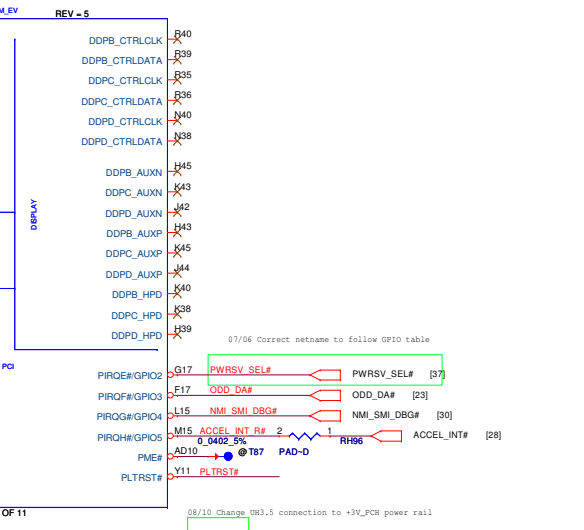 M_EV
REV = 5
DDPB_CTRLCLK R40
DDPB_CTRLDATA R39
DDPC_CTRLCLK R35
DDPC_CTRLDATA R36
DDPD_CTRLCLK N40
DDPD_CTRLDATA N38
DDPB_AUXN H45
DDPC_AUXN K43
DDPD_AUXN J42
DISPLAY
DDPB_AUXP H43
DDPC_AUXP K45
DDPD_AUXP J44
DDPB_HPD K40
DDPC_HPD K38
DDPD_HPD H39
07/06 Correct netname to follow GPIO table
PCI
PIRQE#/GPIO2 G17 PWRSV_SEL# PWRSV_SEL# [37]
PIRQF#/GPIO3 F17 ODD_DA# ODD_DA# [23]
PIRQG#/GPIO4 L15 NMI_SMI_DBG# NMI_SMI_DBG# [30]
PIRQH#/GPIO5 M15 ACCEL_INT_R# 2 1 ACCEL_INT# [28]
0_0402_5% RH96
PME# AD10 @ T87 PAD~D
PLTRST# Y11 PLTRST#
OF 11
08/10 Change UH3.5 connection to +3V_PCH power rail